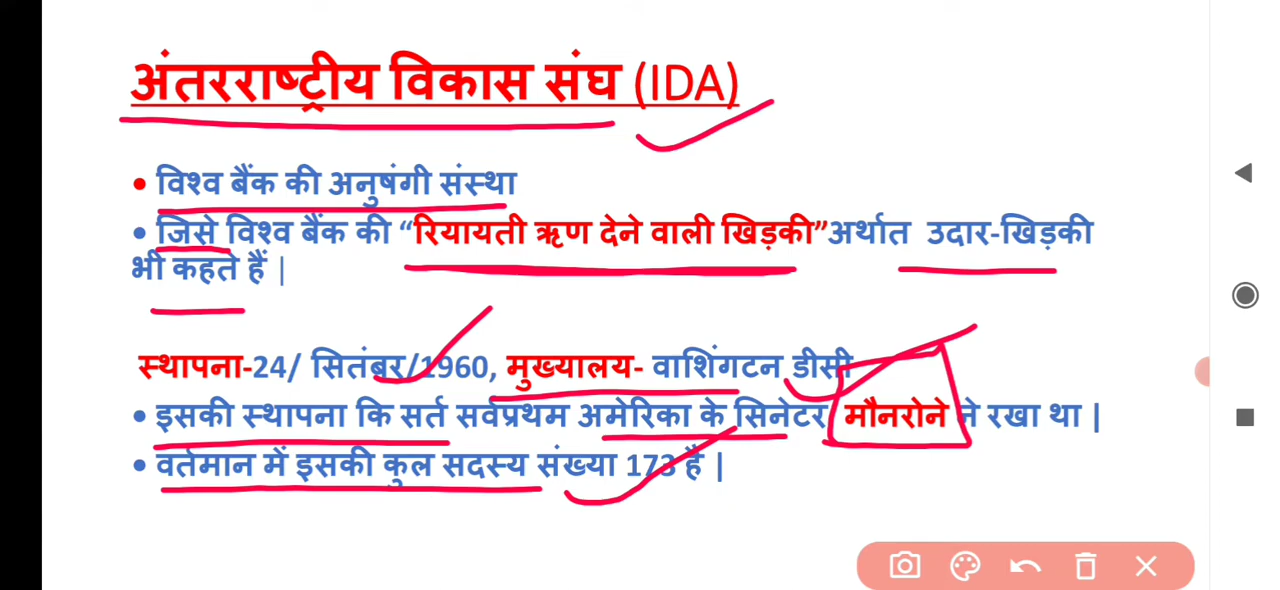 अंतरराष्ट्रीय विकास संघ (IDA)
• विश्व बैंक की अनुषंगी संस्था
• जिसे विश्व बैंक की “रियायती ऋण देने वाली खिड़की”अर्थात उदार-खिड़की
भी कहते हैं |
स्थापना-24/ सितंबर/1960, मुख्यालय- वाशिंगटन डीसी
• इसकी स्थापना कि सर्त सर्वप्रथम अमेरिका के सिनेटर मौनरोने ने रखा था |
• वर्तमान में इसकी कुल सदस्य संख्या 173 है |